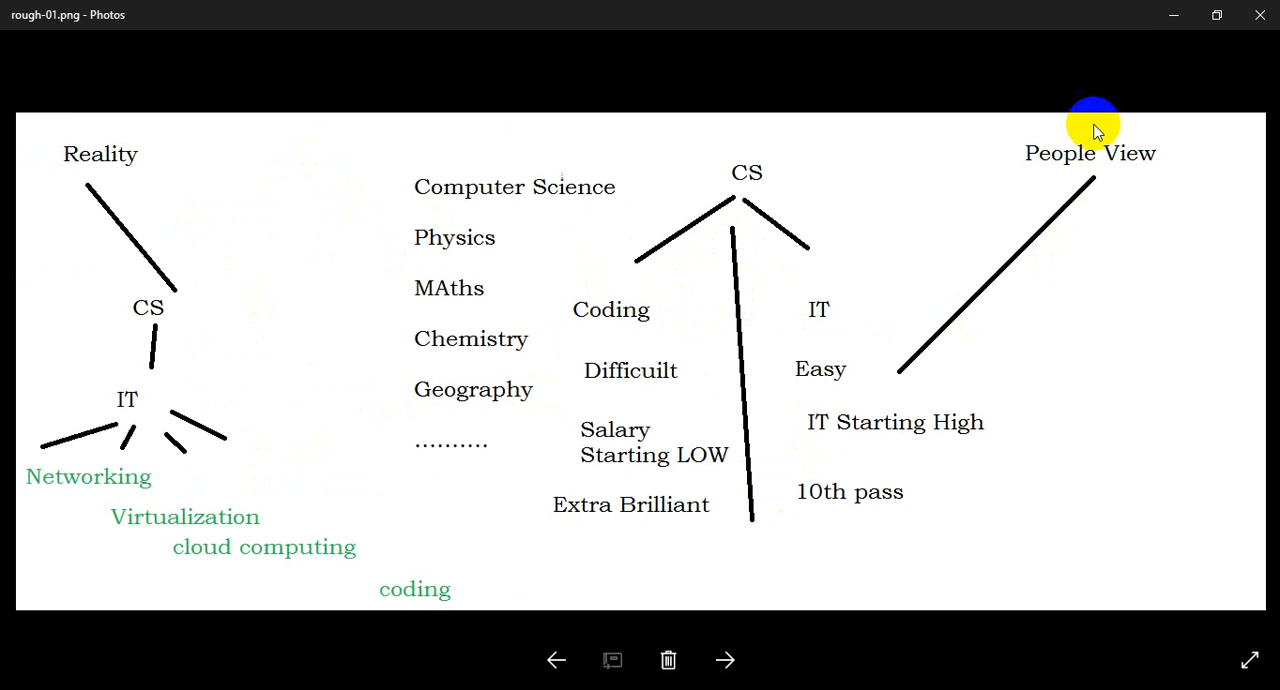 rough-01.png - Photos
Reality
CS
IT
Networking
Virtualization
cloud computing
coding
Computer Science
Physics
MAths
Chemistry
Geography
..........
CS
Coding
Difficuilt
Salary
Starting LOW
Extra Brilliant
IT
Easy
IT Starting High
10th pass
People View